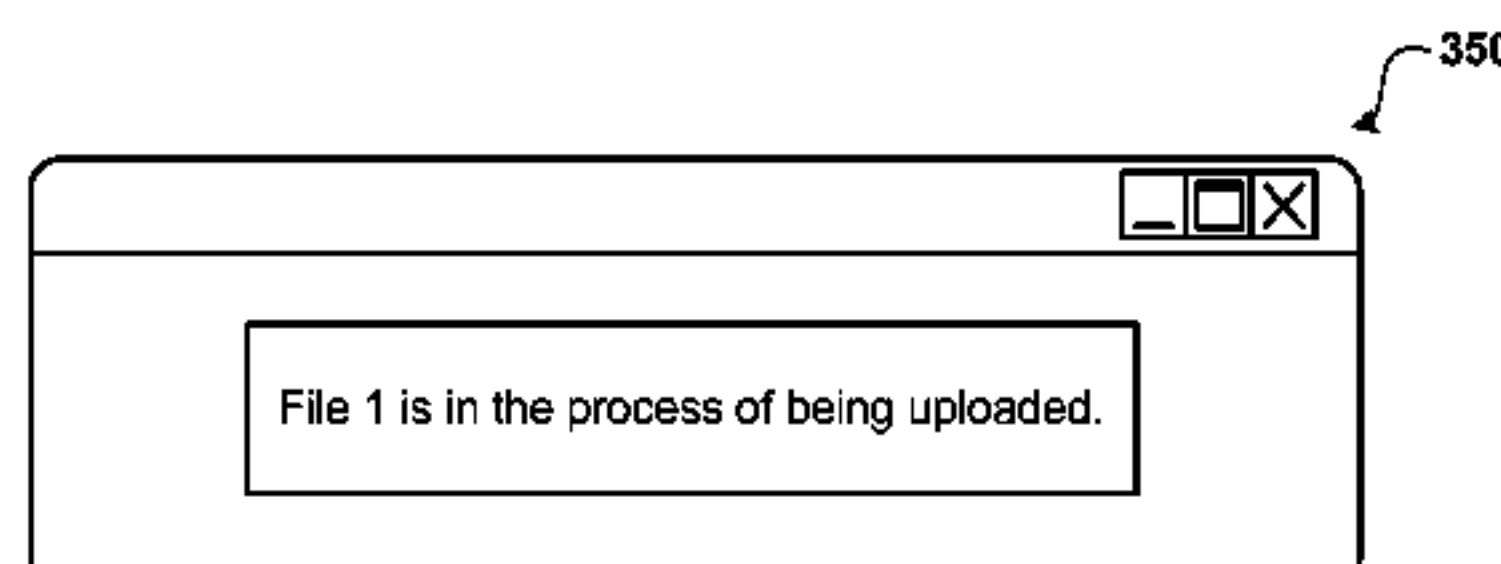 350
File 1 is in the process of being uploaded.